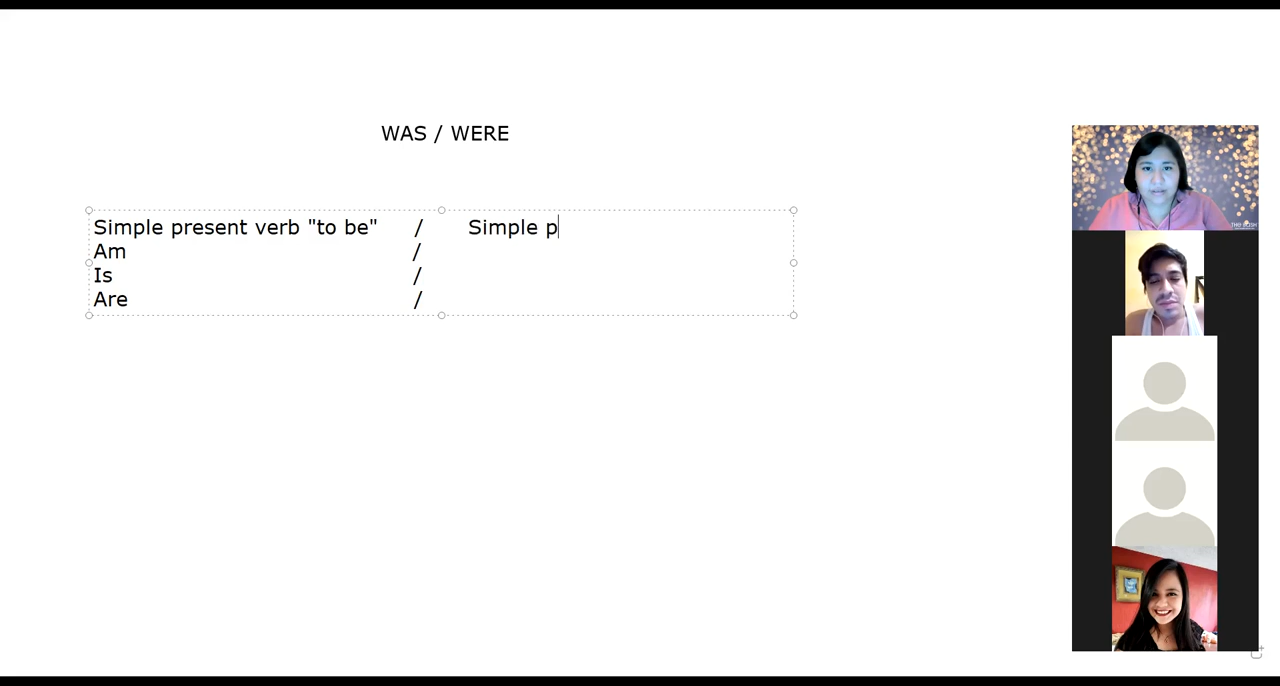 WAS / WERE
Simple present verb "to be" / Simple p
Am /
Is /
Are /